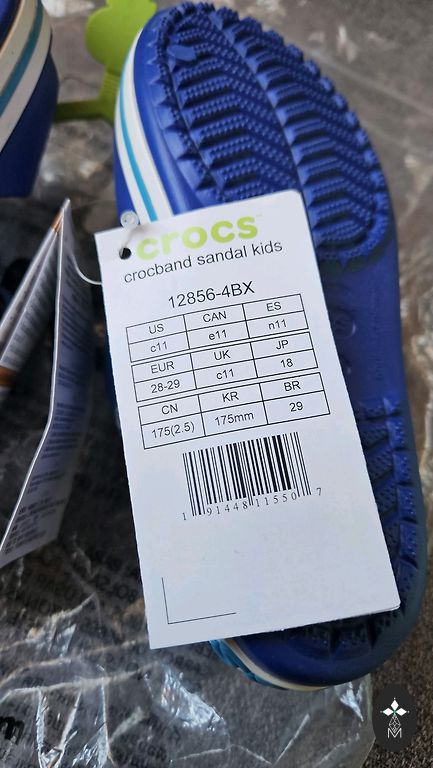 crocs™
crocband sandal kids
12856-4BX
US CAN ES
c11 e11 n11
EUR UK JP
28-29 c11 18
CN KR BR
175(2.5) 175mm 29
1 91448 11550 7
M